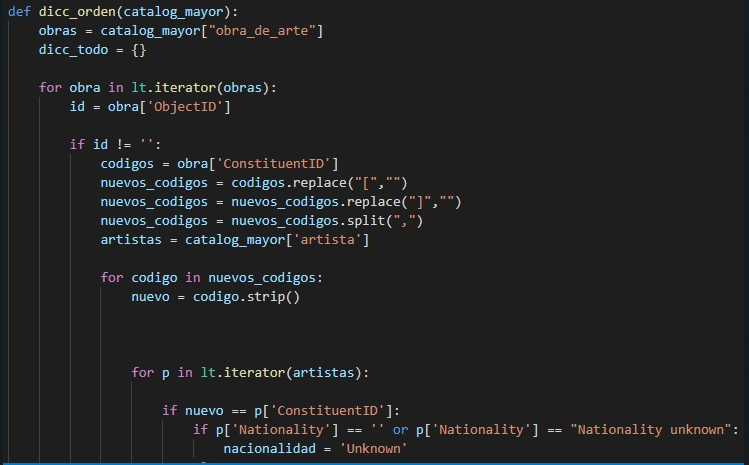 def dicc_orden(catalog_mayor):
    obras = catalog_mayor["obra_de_arte"]
    dicc_todo = {}
    for obra in lt.iterator(obras):
        id = obra['ObjectID']
        if id != '':
            codigos = obra['ConstituentID']
            nuevos_codigos = codigos.replace("[","")
            nuevos_codigos = nuevos_codigos.replace("]","")
            nuevos_codigos = nuevos_codigos.split(",")
            artistas = catalog_mayor['artista']
            for codigo in nuevos_codigos:
                nuevo = codigo.strip()
                for p in lt.iterator(artistas):
                    if nuevo == p['ConstituentID']:
                        if p['Nationality'] == '' or p['Nationality'] == "Nationality unknown":
                            nacionalidad = 'Unknown'